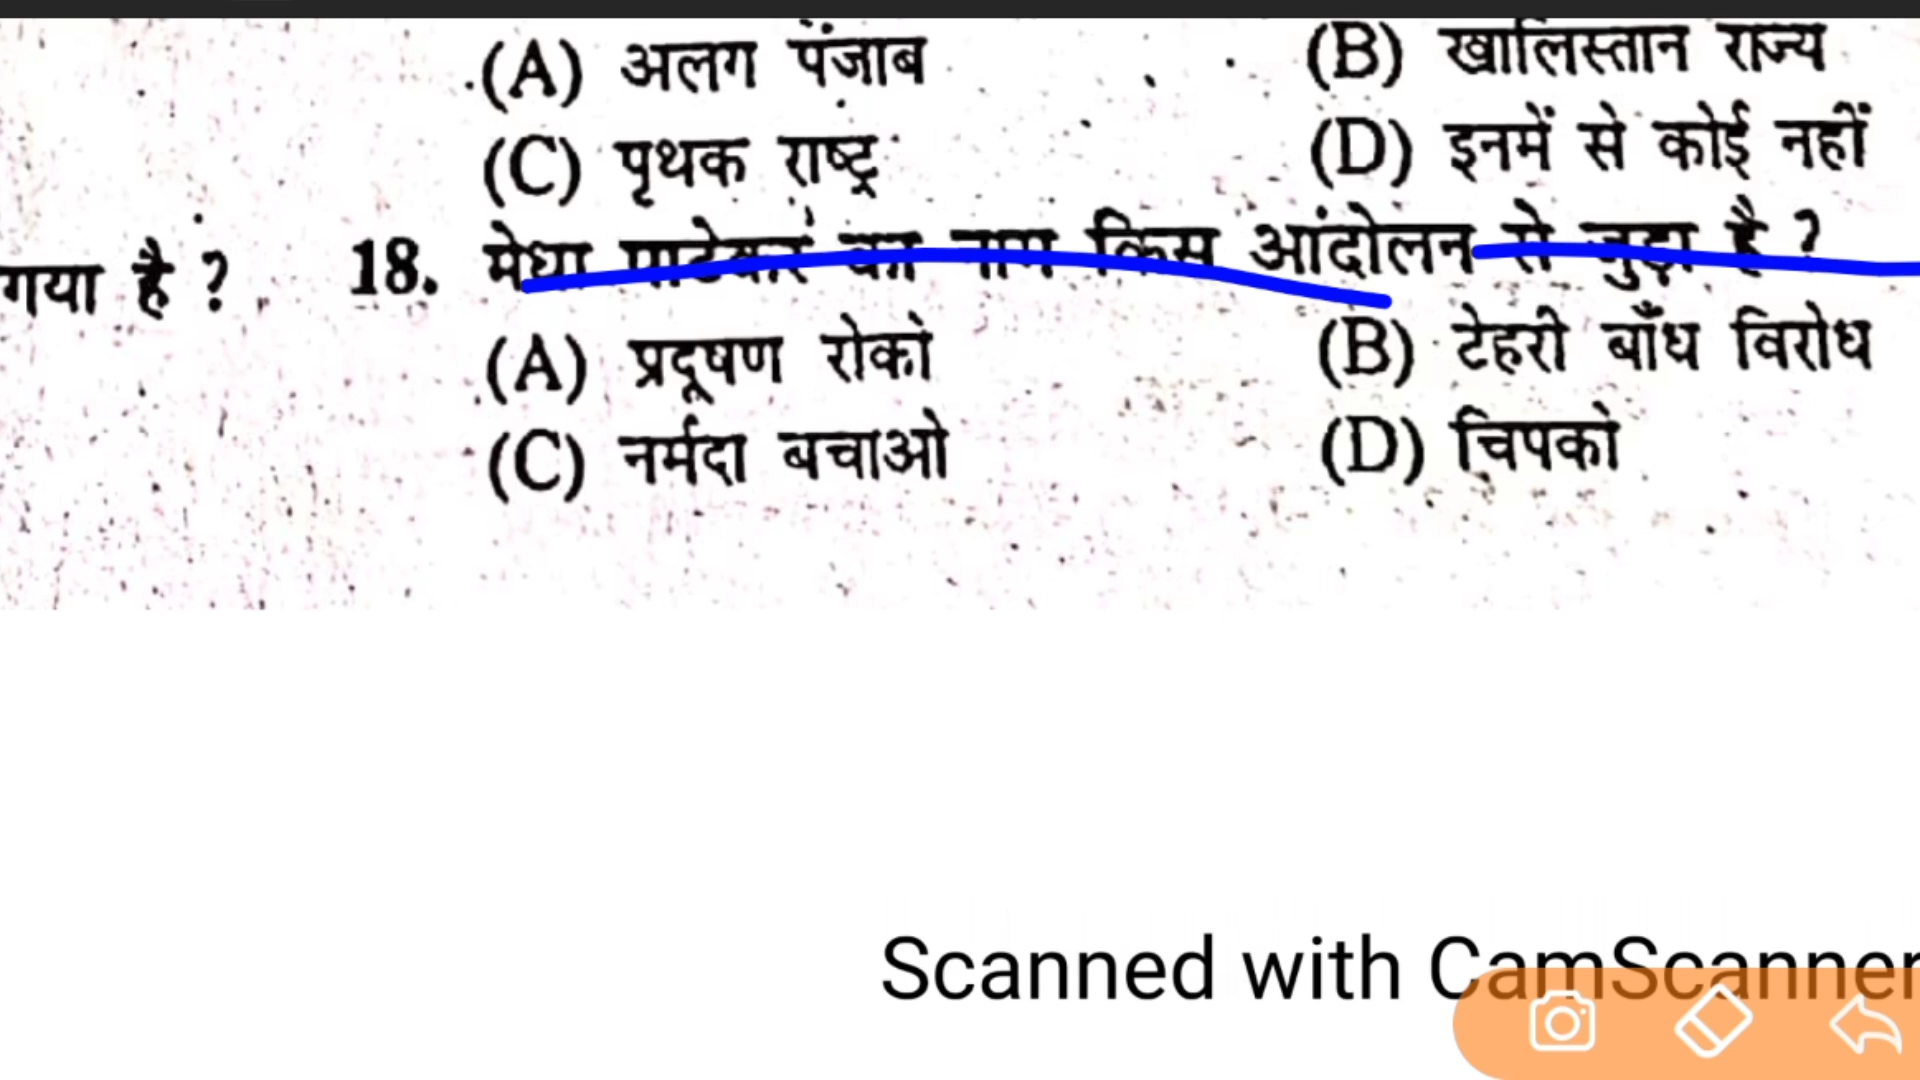 (A) अलग पंजाब (B) खालिस्तान राज्य
(C) पृथक राष्ट्र (D) इनमें से कोई नहीं
गया है ? 18. मेधा पाटेकर का नाम किस आंदोलन से जुड़ा है ?
(A) प्रदूषण रोको (B) टेहरी बाँध विरोध
(C) नर्मदा बचाओ (D) चिपको
Scanned with CamScanner